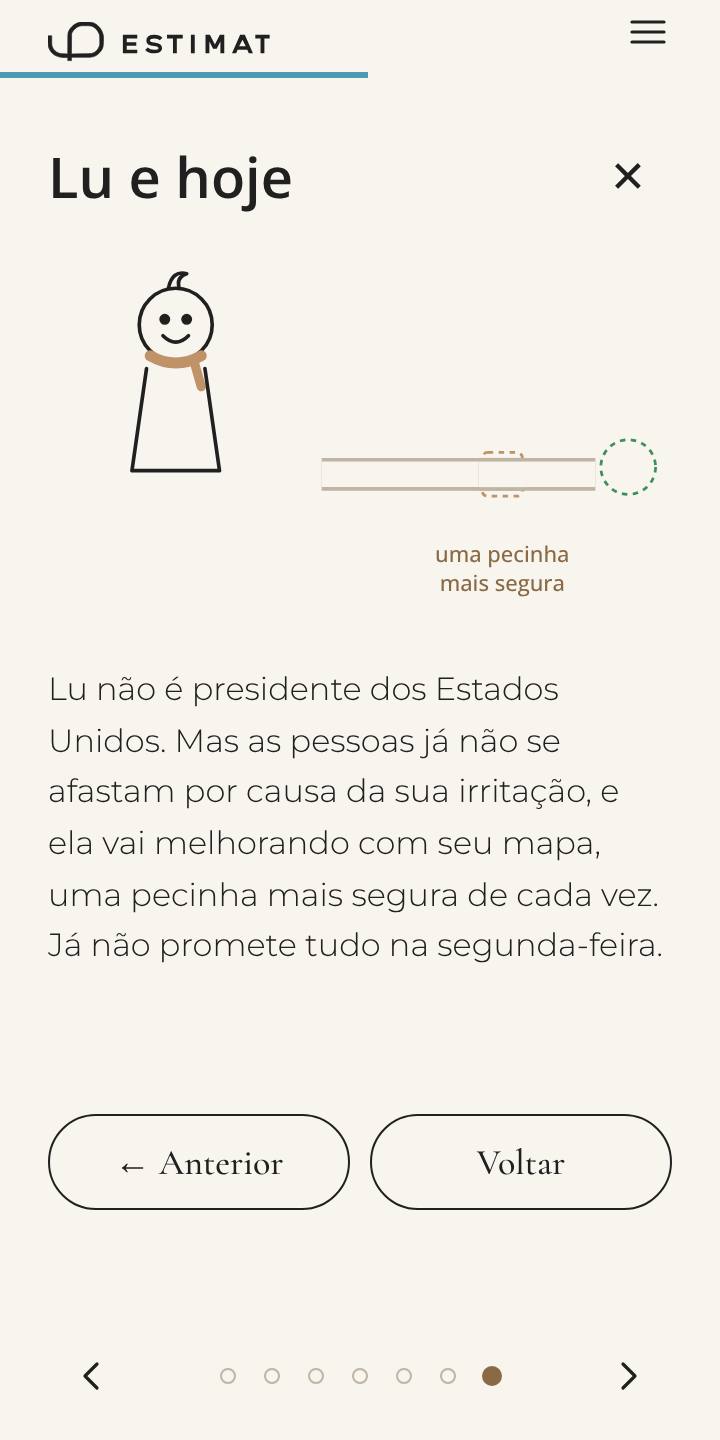 ESTIMAT
Lu e hoje
uma pecinha
mais segura
Lu não é presidente dos Estados
Unidos. Mas as pessoas já não se
afastam por causa da sua irritação, e
ela vai melhorando com seu mapa,
uma pecinha mais segura de cada vez.
Já não promete tudo na segunda-feira.
← Anterior
Voltar